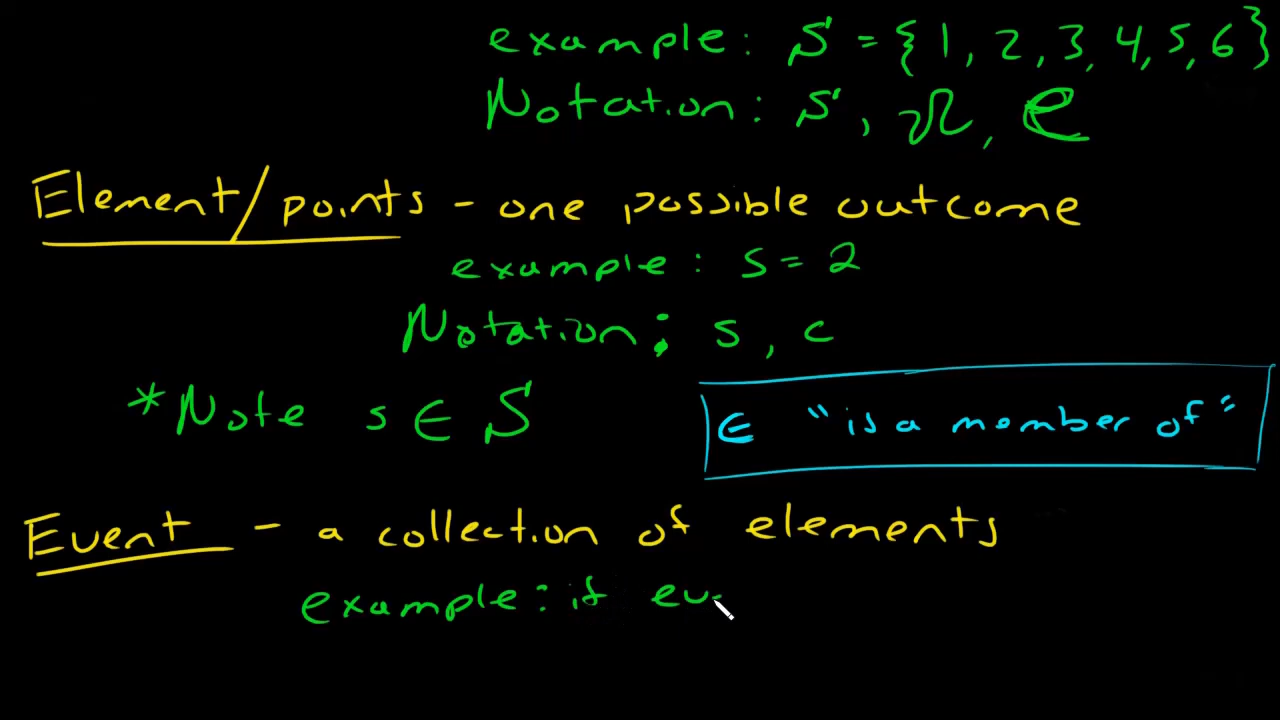 example: S = {1, 2, 3, 4, 5, 6}
Notation: S, Ω, e
Element/points - one possible outcome
example: s = 2
Notation: s, c
*Note s ∈ S
∈ "is a member of"
Event - a collection of elements
example: if ev